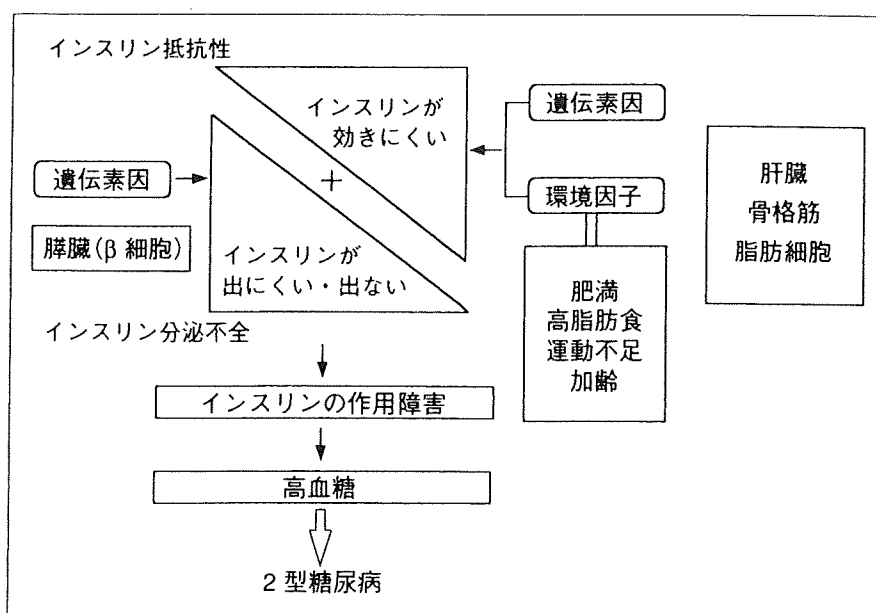 インスリン抵抗性
インスリンが
効きにくい
遺伝素因
環境因子
肥満
高脂肪食
運動不足
加齢
肝臓
骨格筋
脂肪細胞
+
遺伝素因
膵臓(β 細胞)
インスリンが
出にくい・出ない
インスリン分泌不全
インスリンの作用障害
高血糖
2 型糖尿病